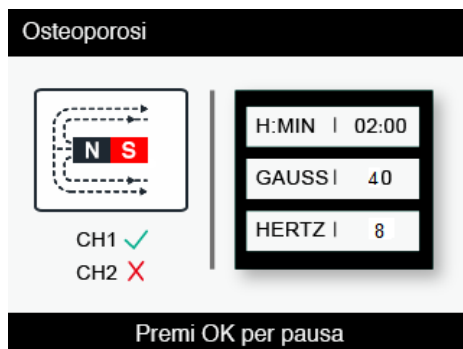 Osteoporosi
N S
CH1
CH2
H:MIN | 02:00
GAUSS | 40
HERTZ | 8
Premi OK per pausa